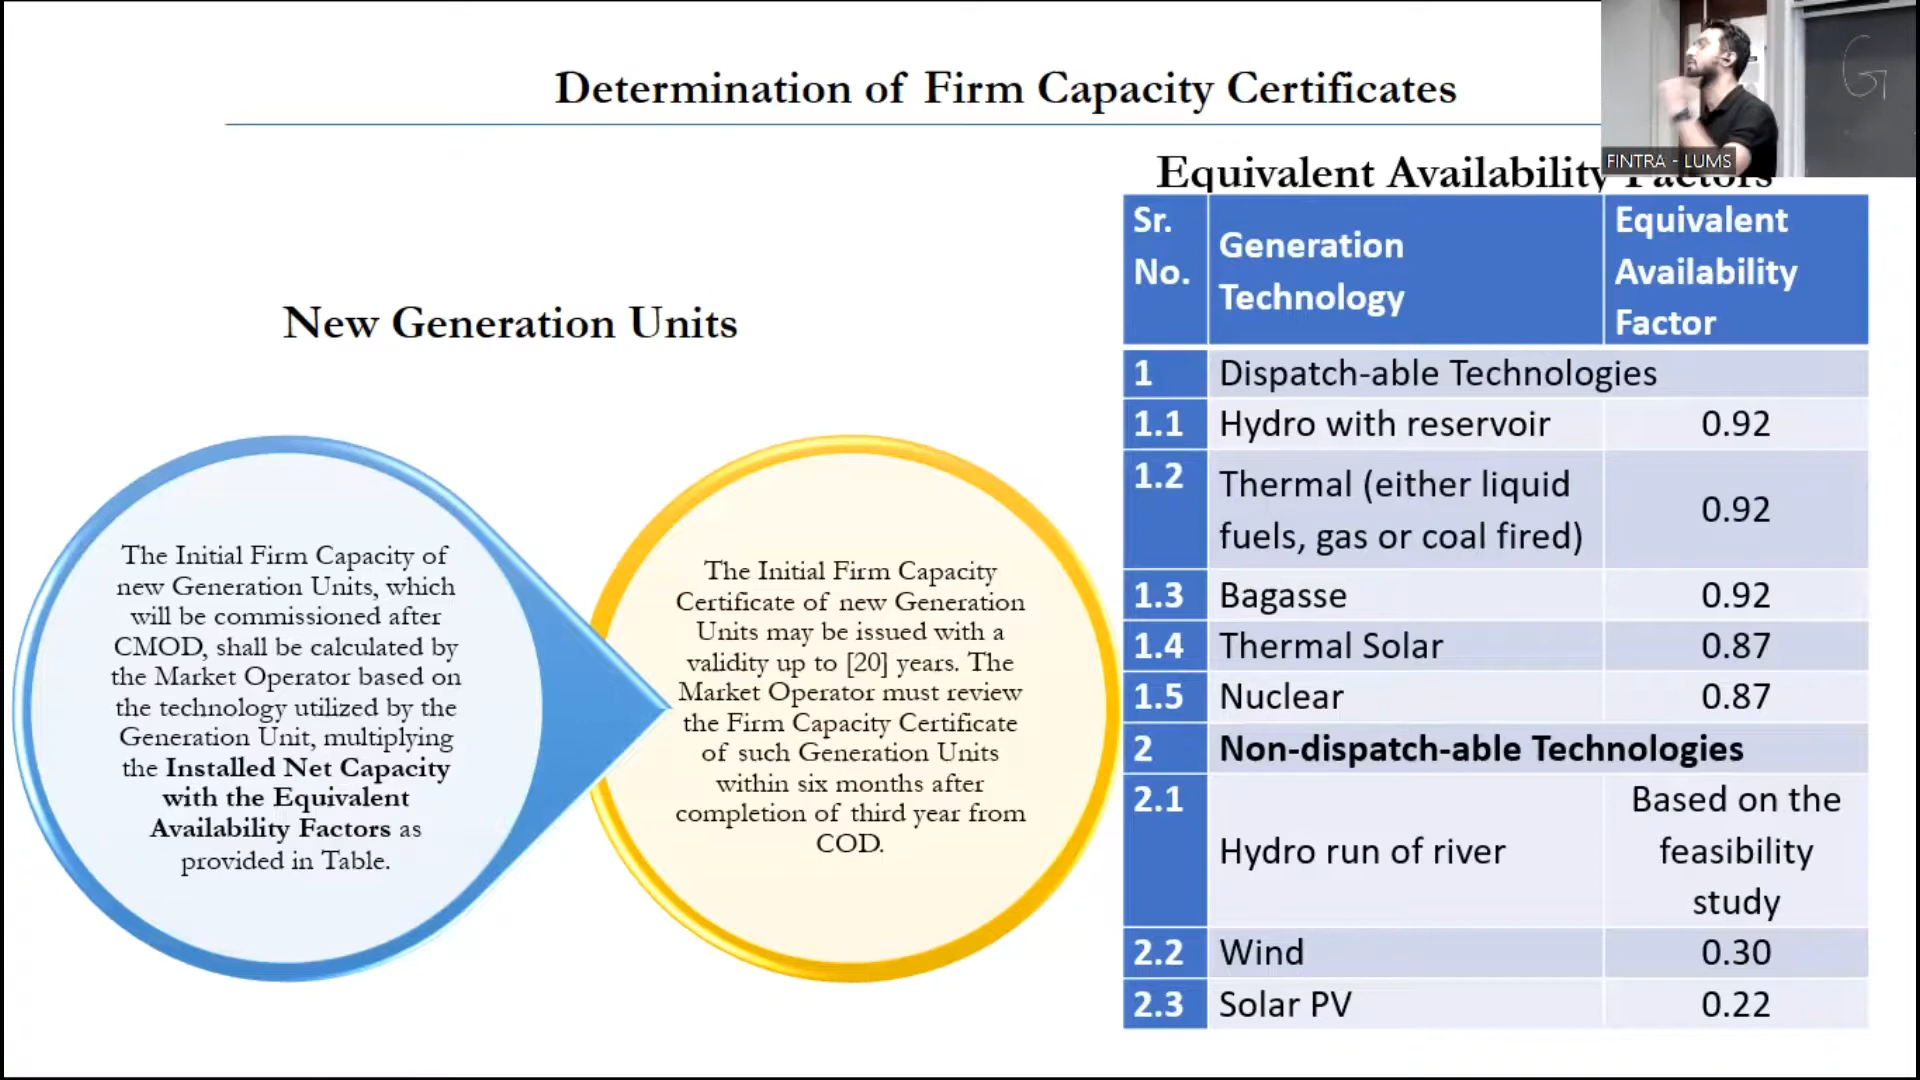 Determination of Firm Capacity Certificates
G
FINTRA - LUMS
New Generation Units
The Initial Firm Capacity of
new Generation Units, which
will be commissioned after
CMOD, shall be calculated by
the Market Operator based on
the technology utilized by the
Generation Unit, multiplying
the Installed Net Capacity
with the Equivalent
Availability Factors as
provided in Table.
The Initial Firm Capacity
Certificate of new Generation
Units may be issued with a
validity up to [20] years. The
Market Operator must review
the Firm Capacity Certificate
of such Generation Units
within six months after
completion of third year from
COD.
Equivalent Availability Factors
Sr. No. Generation Technology Equivalent Availability Factor
1 Dispatch-able Technologies
1.1 Hydro with reservoir 0.92
1.2 Thermal (either liquid
fuels, gas or coal fired) 0.92
1.3 Bagasse 0.92
1.4 Thermal Solar 0.87
1.5 Nuclear 0.87
2 Non-dispatch-able Technologies
2.1 Hydro run of river Based on the
feasibility
study
2.2 Wind 0.30
2.3 Solar PV 0.22